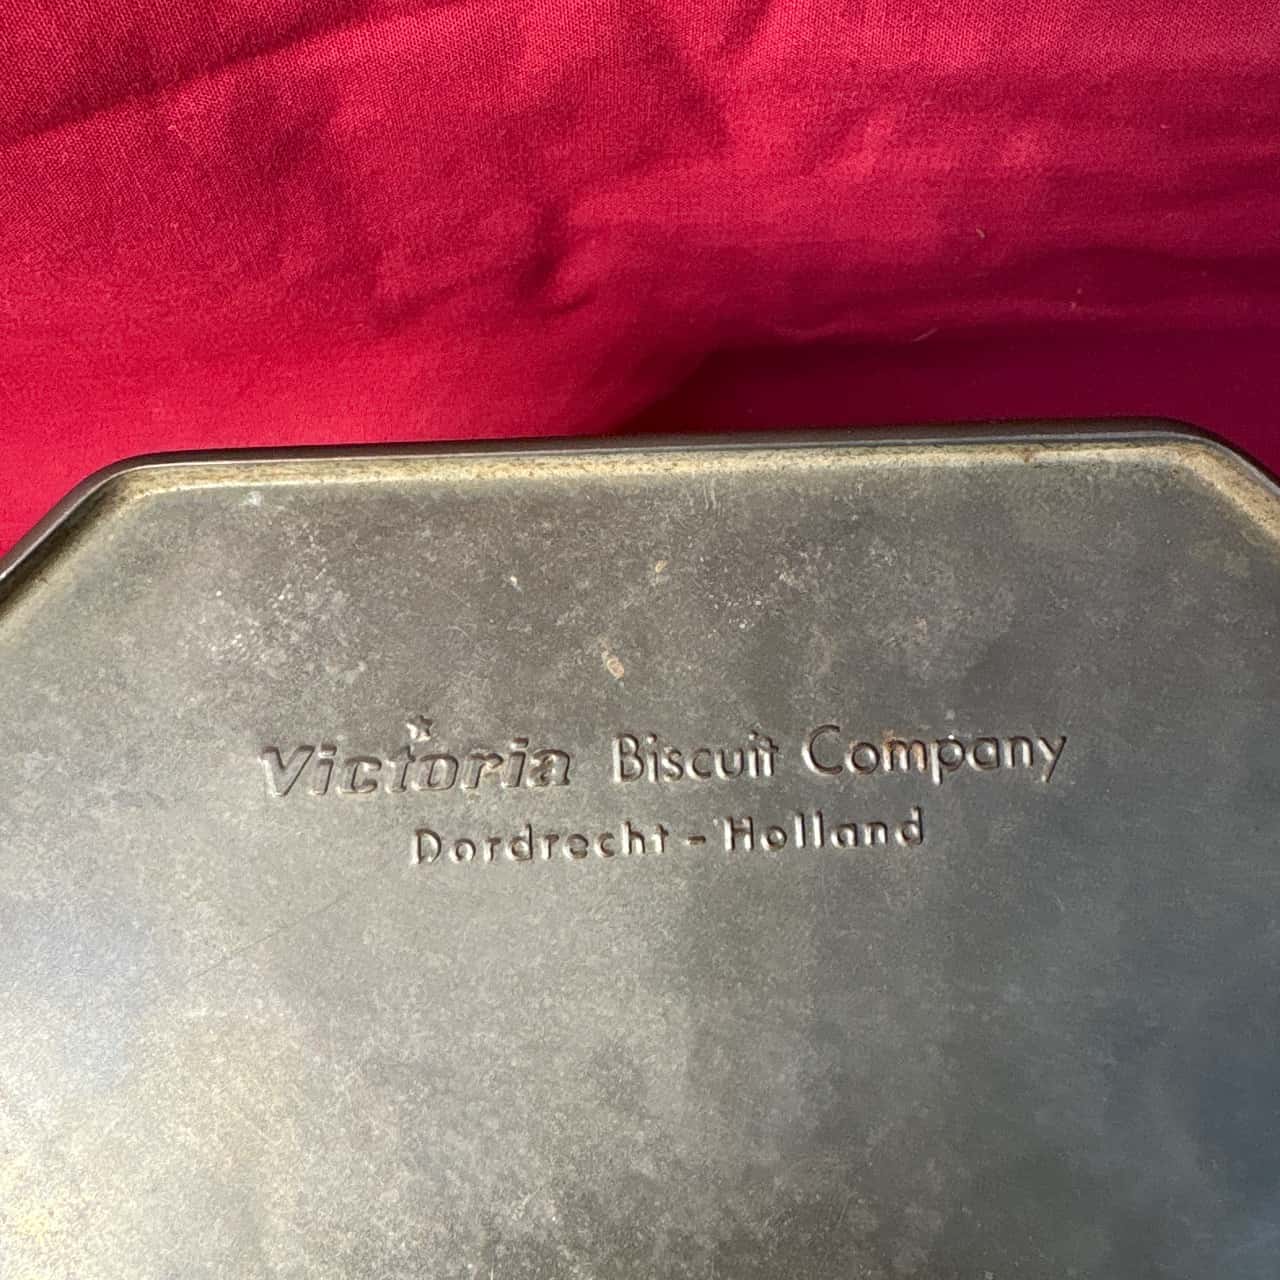 Victoria Biscuit Company
Dordrecht - Holland